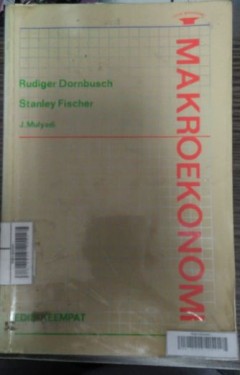 MAKROEKONOMI
Rudiger Dornbusch
Stanley Fischer
J.Mulyadi
EDISI KEEMPAT